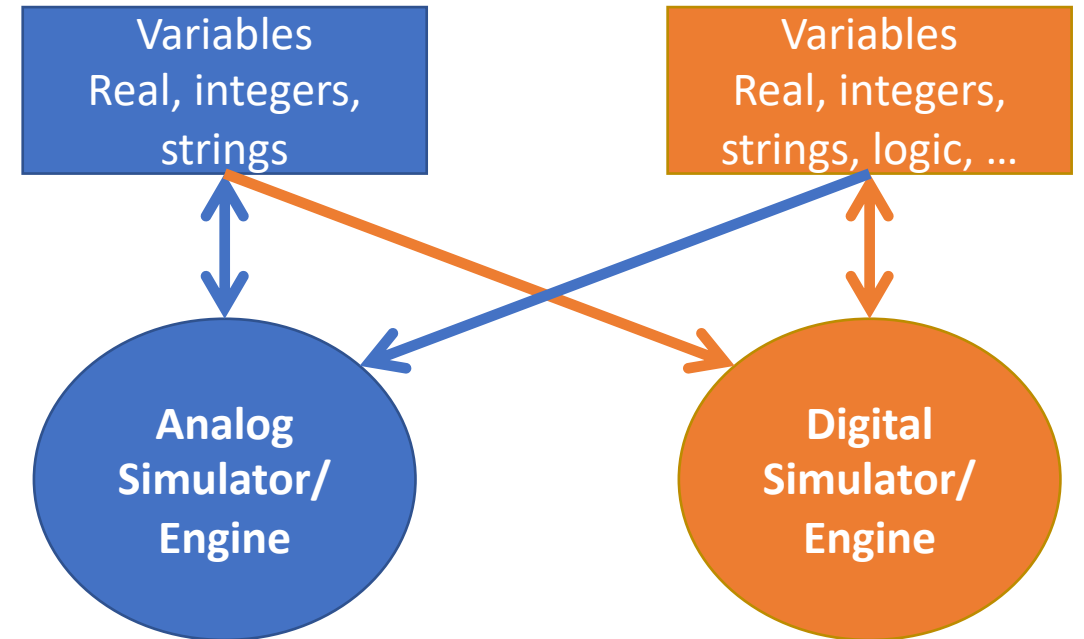 Variables
Real, integers,
strings
Variables
Real, integers,
strings, logic, …
Analog
Simulator/
Engine
Digital
Simulator/
Engine